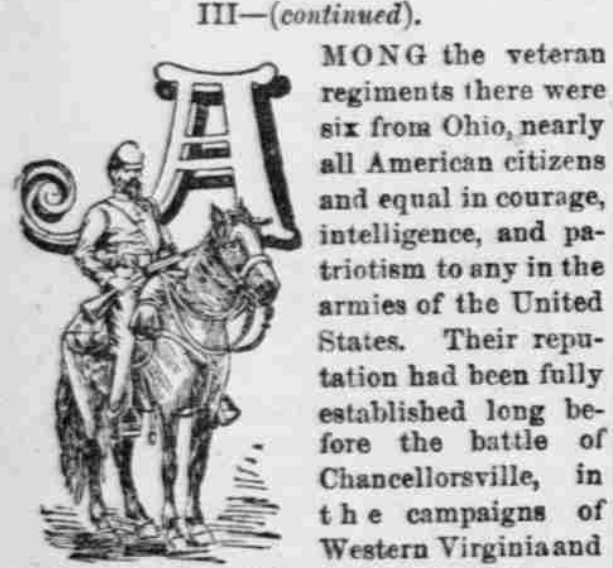 III—(continued).
AMONG the veteran
regiments there were
six from Ohio, nearly
all American citizens
and equal in courage,
intelligence, and pa-
triotism to any in the
armies of the United
States. Their repu-
tation had been fully
established long be-
fore the battle of
Chancellorsville, in
the campaigns of
Western Virginia and